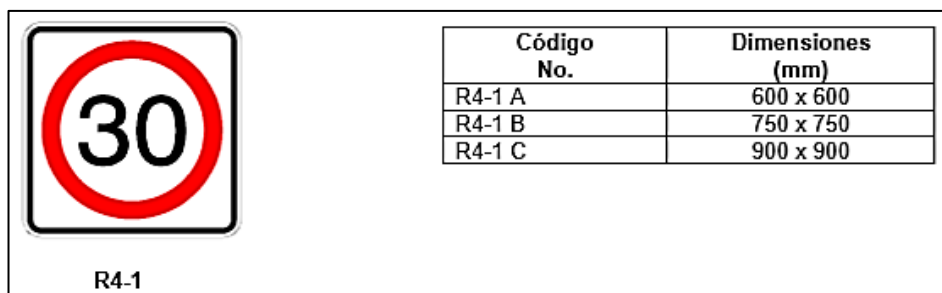 30
R4-1
Código No. Dimensiones (mm)
R4-1 A 600 x 600
R4-1 B 750 x 750
R4-1 C 900 x 900